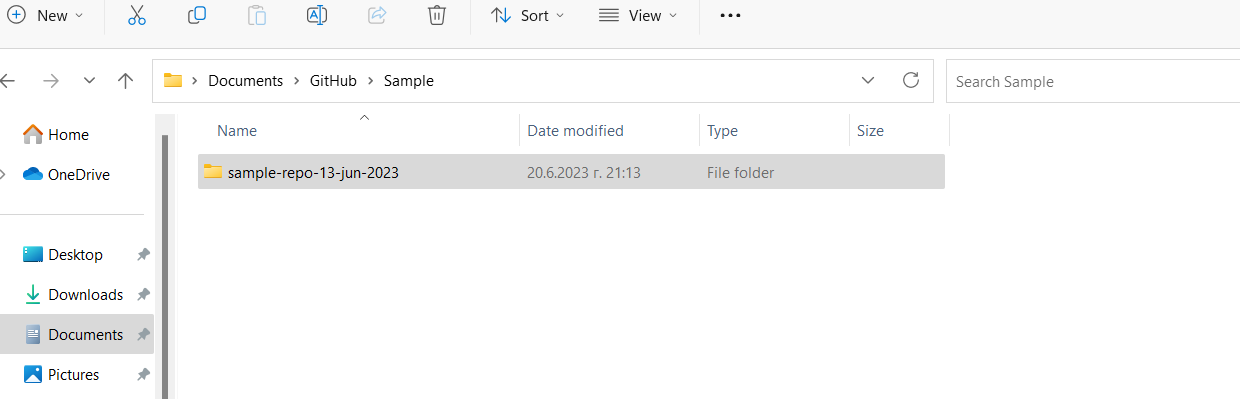 New Sort View
Documents GitHub Sample Search Sample
Home
OneDrive
Desktop
Downloads
Documents
Pictures
Name Date modified Type Size
sample-repo-13-jun-2023 20.6.2023 г. 21:13 File folder